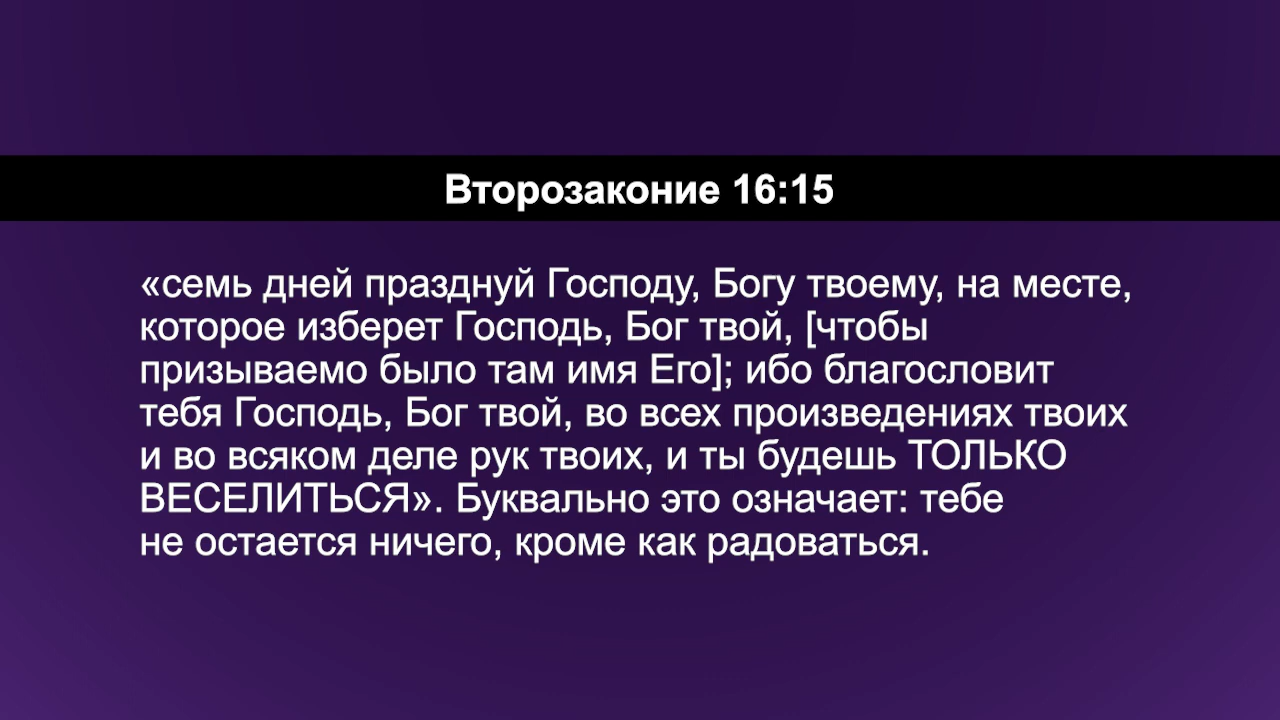 Второзаконие 16:15
«семь дней празднуй Господу, Богу твоему, на месте,
которое изберет Господь, Бог твой, [чтобы
призываемо было там имя Его]; ибо благословит
тебя Господь, Бог твой, во всех произведениях твоих
и во всяком деле рук твоих, и ты будешь ТОЛЬКО
ВЕСЕЛИТЬСЯ». Буквально это означает: тебе
не остается ничего, кроме как радоваться.